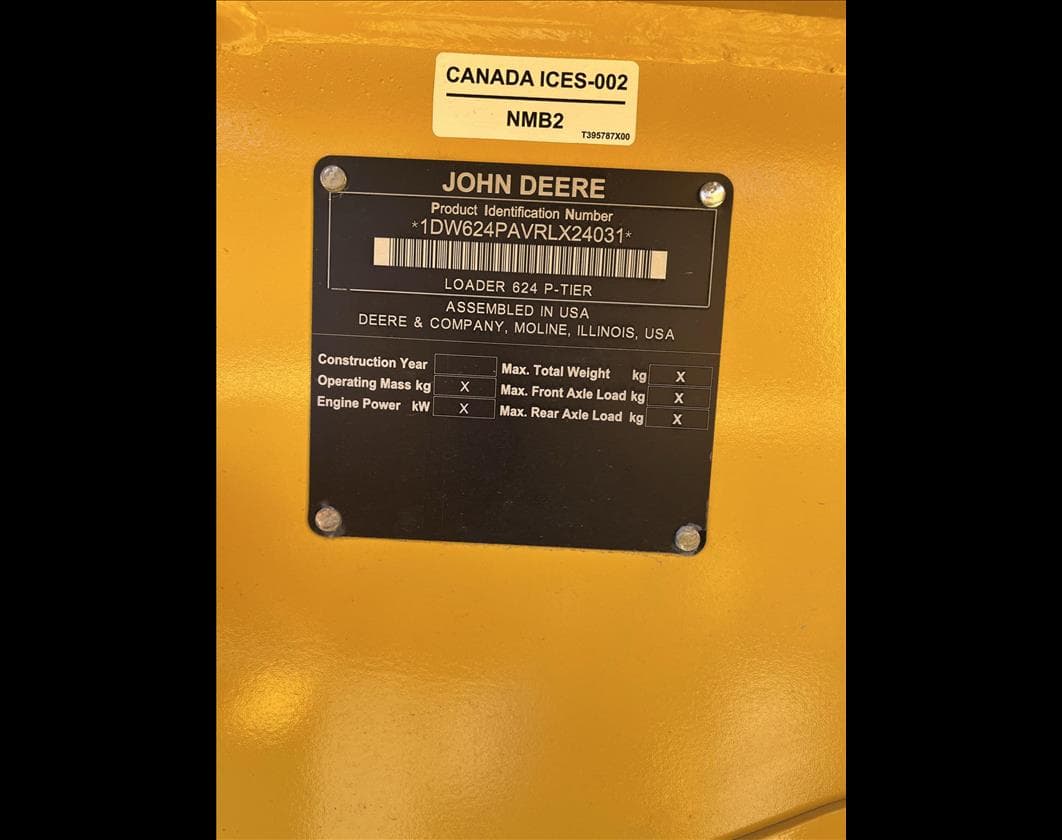 CANADA ICES-002
NMB2
T395787X00
JOHN DEERE
Product Identification Number
*1DW624PAVRLX24031*
LOADER 624 P-TIER
ASSEMBLED IN USA
DEERE & COMPANY, MOLINE, ILLINOIS, USA
Construction Year
Operating Mass kg X
Engine Power kW X
Max. Total Weight kg X
Max. Front Axle Load kg X
Max. Rear Axle Load kg X